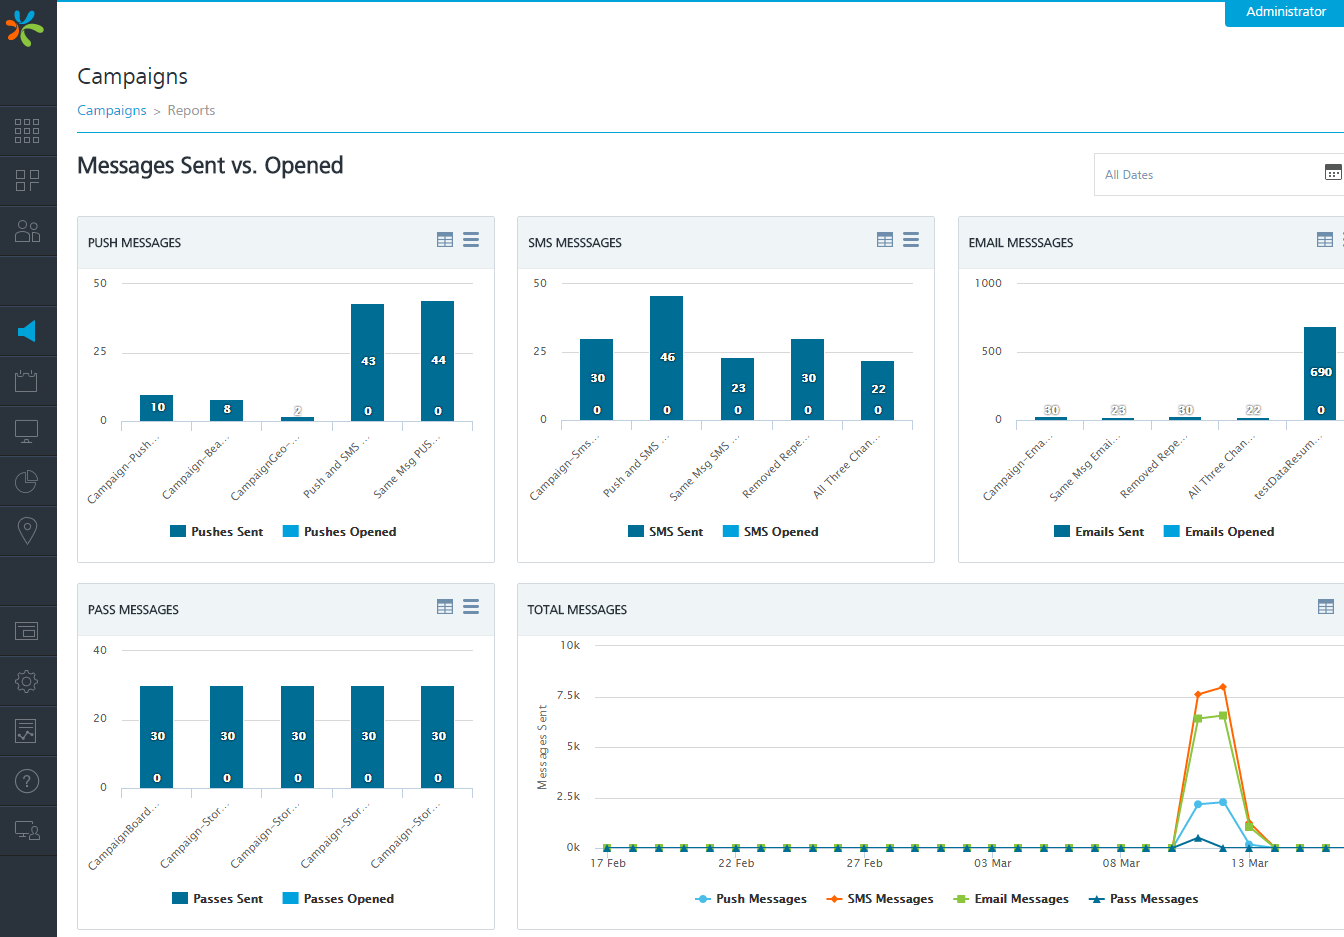 Administrator
Campaigns
Campaigns > Reports
Messages Sent vs. Opened
All Dates
PUSH MESSAGES
50
25
0
10
8
2
43
0
44
0
Campaign-Push...
Campaign-Bea...
CampaignGeo-...
Push and SMS ...
Same Msg PUS...
Pushes Sent
Pushes Opened
SMS MESSSAGES
50
25
0
30
0
46
0
23
0
30
0
22
0
Campaign-Sms...
Push and SMS ...
Same Msg SMS ...
Removed Repe...
All Three Chan...
SMS Sent
SMS Opened
EMAIL MESSSAGES
1000
500
0
30
23
30
22
690
0
Campaign-Ema...
Same Msg Emai...
Removed Repe...
All Three Chan...
testDataResum...
Emails Sent
Emails Opened
PASS MESSAGES
40
20
0
30
0
30
0
30
0
30
0
30
0
CampaignBoard...
Campaign-Stor...
Campaign-Stor...
Campaign-Stor...
Campaign-Stor...
Passes Sent
Passes Opened
TOTAL MESSAGES
Messages Sent
10k
7.5k
5k
2.5k
0k
17 Feb
22 Feb
27 Feb
03 Mar
08 Mar
13 Mar
Push Messages
SMS Messages
Email Messages
Pass Messages